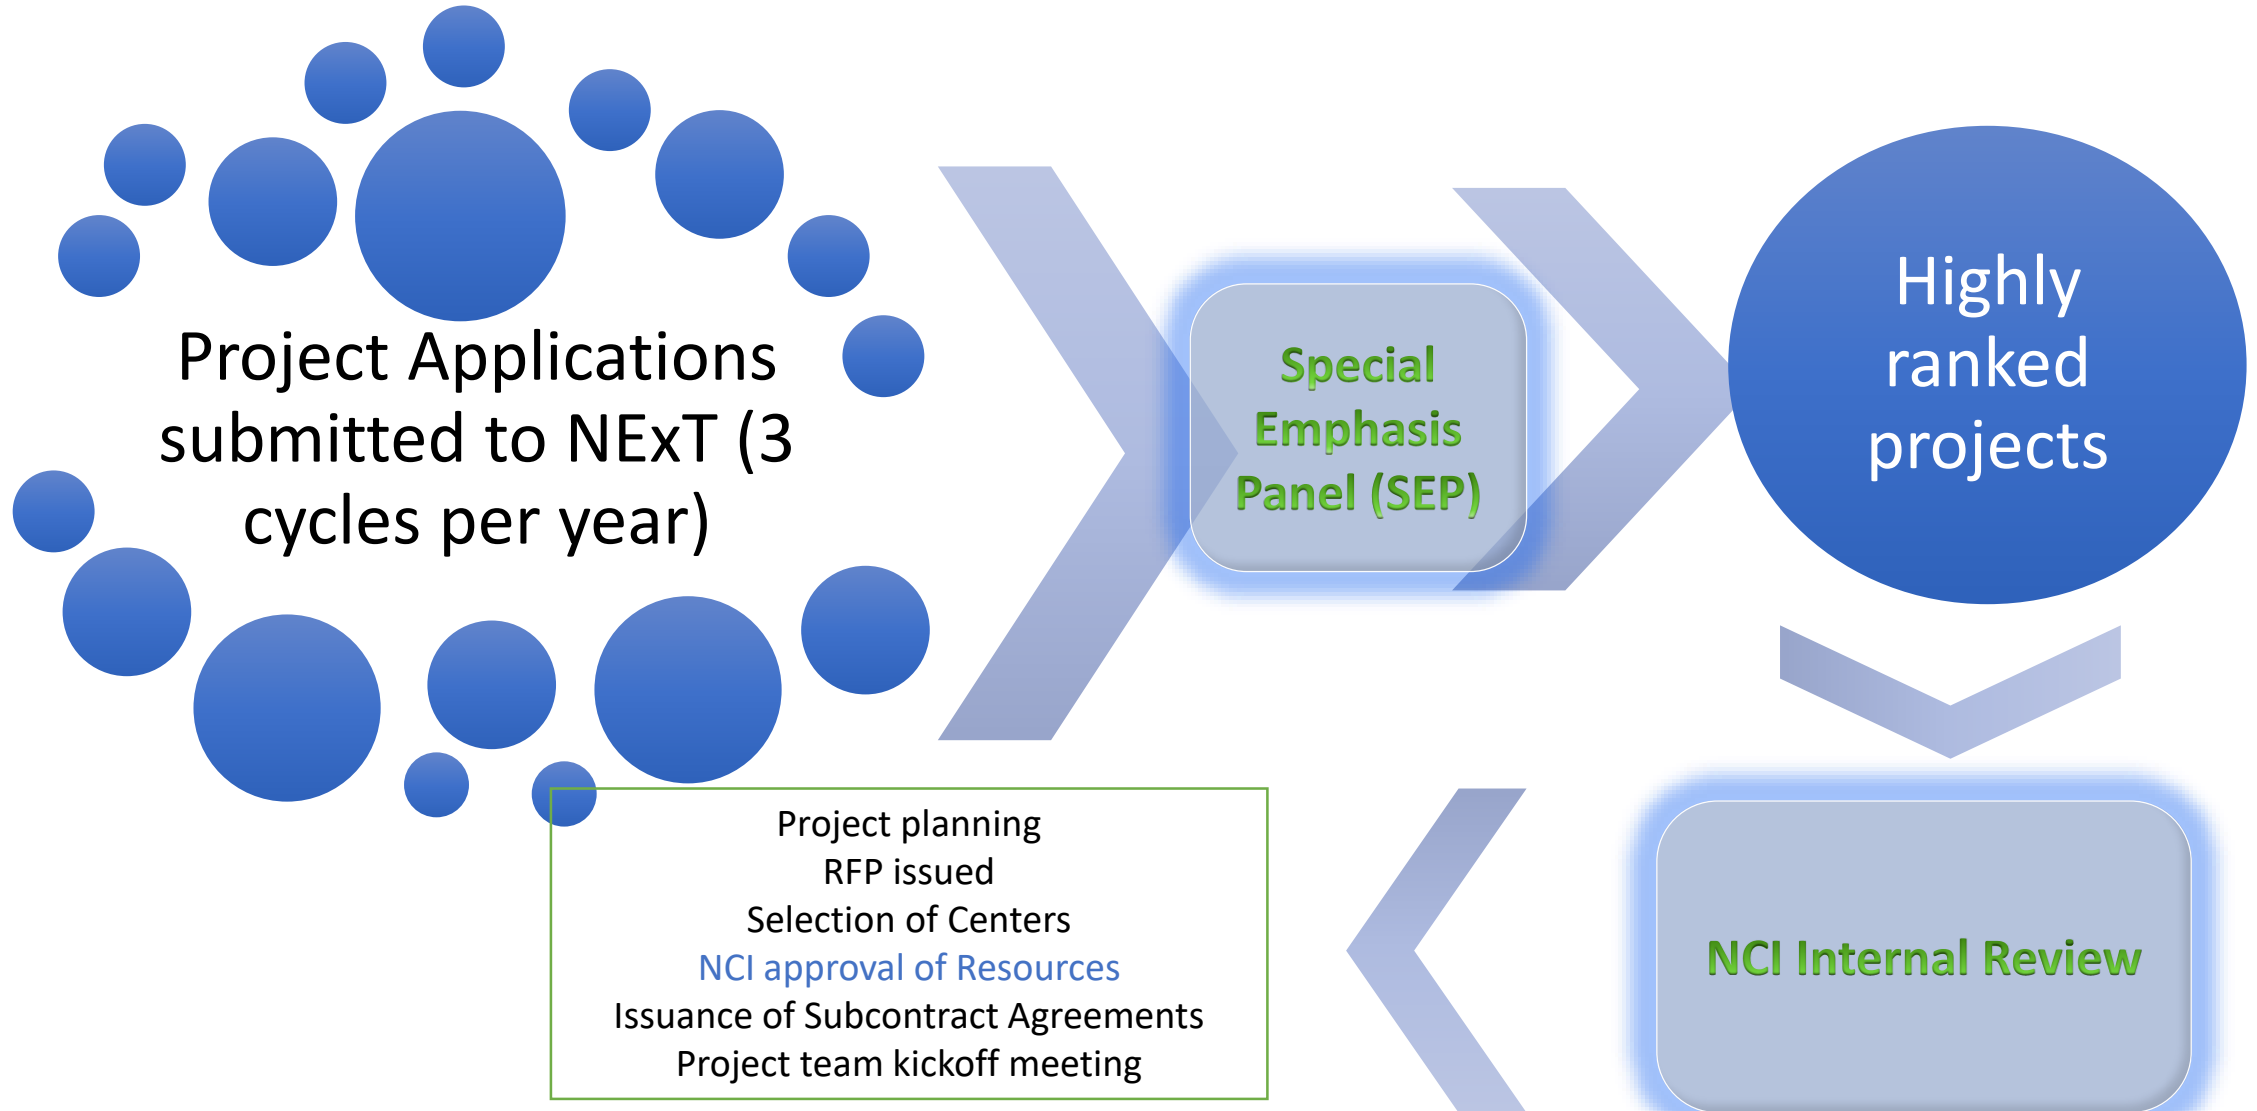 Project Applications
submitted to NExT (3
cycles per year)
Special
Emphasis
Panel (SEP)
Highly
ranked
projects
NCI Internal Review
Project planning
RFP issued
Selection of Centers
NCI approval of Resources
Issuance of Subcontract Agreements
Project team kickoff meeting